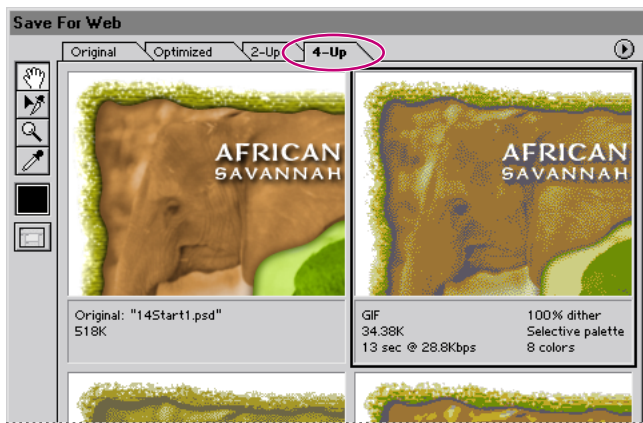 Save For Web
Original Optimized 2-Up 4-Up
AFRICAN
SAVANNAH
AFRICAN
SAVANNAH
Original: "14Start1.psd"
518K
GIF 100% dither
34.38K Selective palette
13 sec @ 28.8Kbps 8 colors